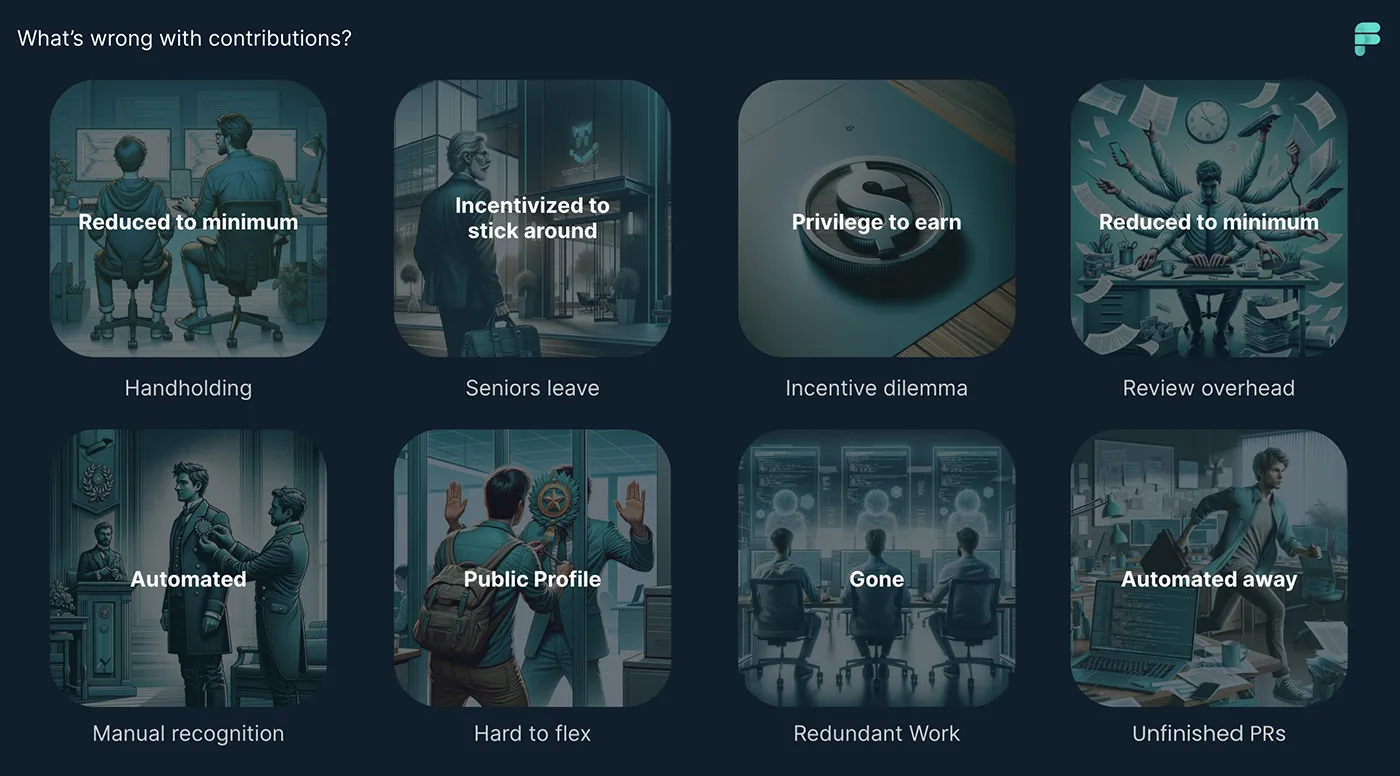 What's wrong with contributions?
Reduced to minimum
Incentivized to
stick around
Privilege to earn
Reduced to minimum
Handholding
Seniors leave
Incentive dilemma
Review overhead
Automated
Public Profile
Gone
Automated away
Manual recognition
Hard to flex
Redundant Work
Unfinished PRs